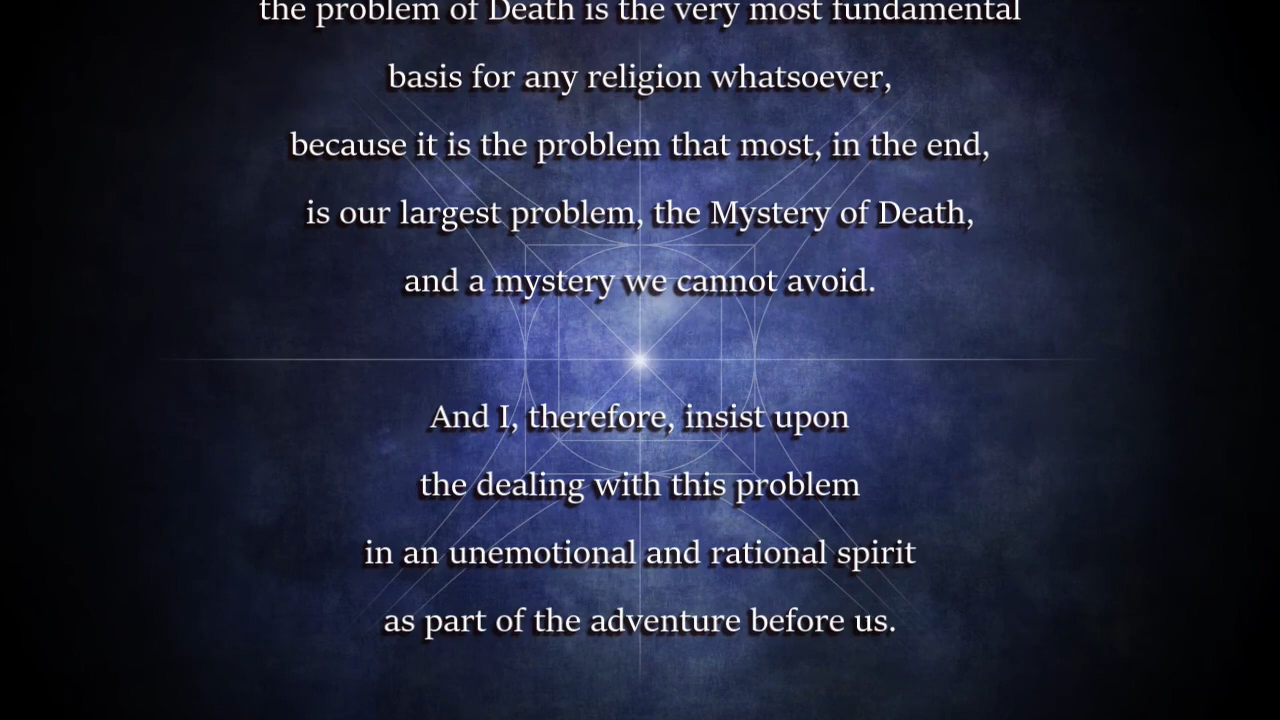 the problem of Death is the very most fundamental
basis for any religion whatsoever,
because it is the problem that most, in the end,
is our largest problem, the Mystery of Death,
and a mystery we cannot avoid.
And I, therefore, insist upon
the dealing with this problem
in an unemotional and rational spirit
as part of the adventure before us.